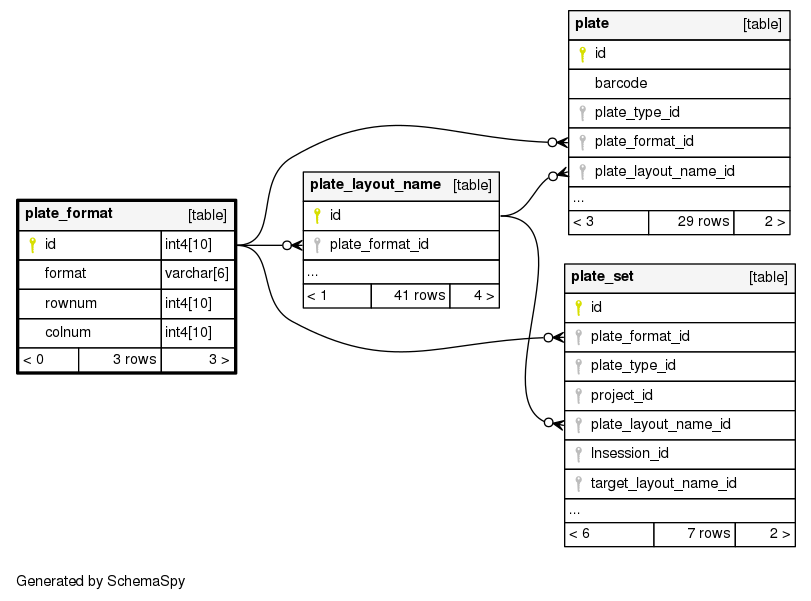 plate_format [table]
id int4[10]
format varchar[6]
rownum int4[10]
colnum int4[10]
< 0 3 rows 3 >
plate_layout_name [table]
id
plate_format_id
...
< 1 41 rows 4 >
plate [table]
id
barcode
plate_type_id
plate_format_id
plate_layout_name_id
...
< 3 29 rows 2 >
plate_set [table]
id
plate_format_id
plate_type_id
project_id
plate_layout_name_id
lnsession_id
target_layout_name_id
...
< 6 7 rows 2 >
Generated by SchemaSpy